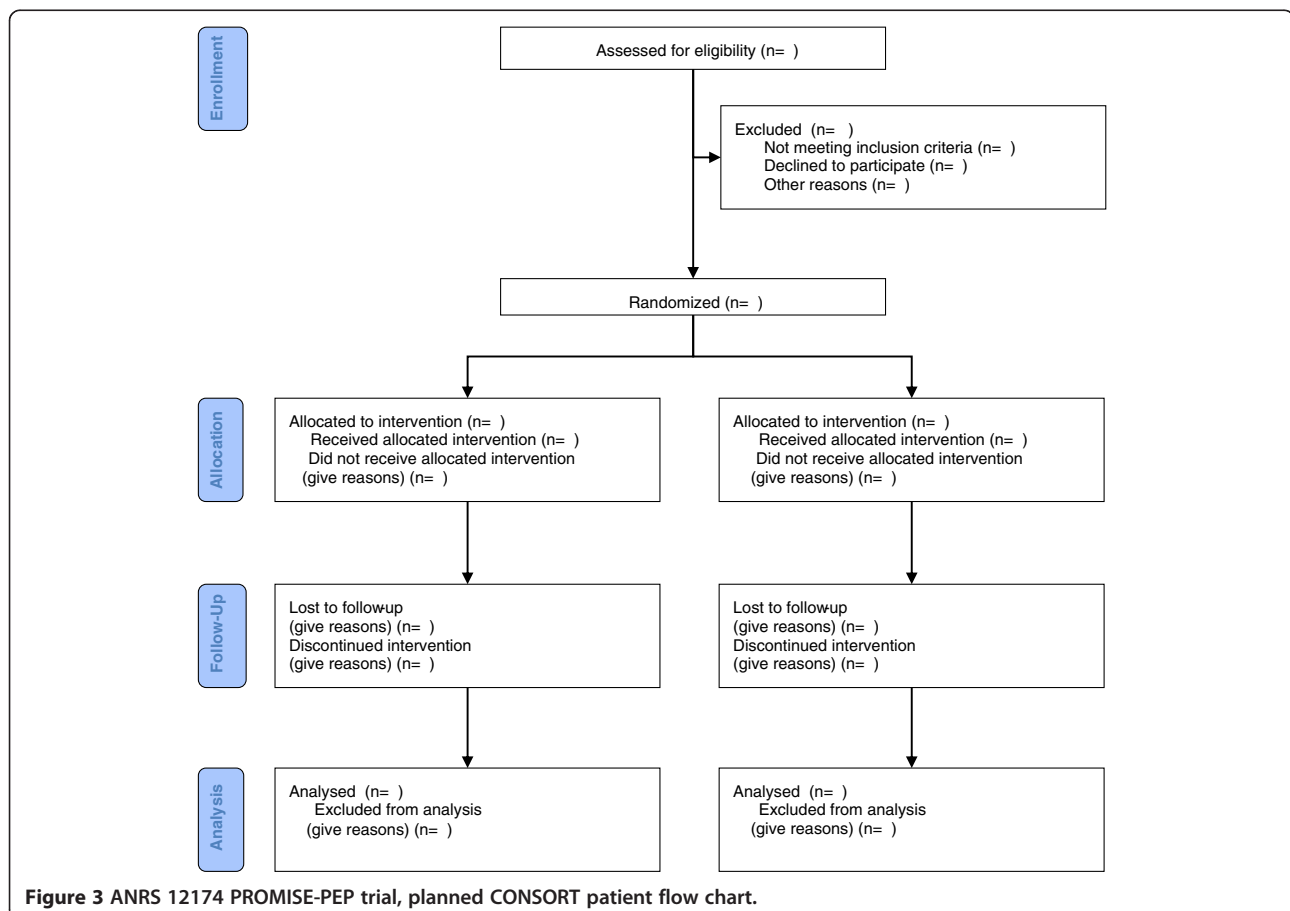 Enrollment
Assessed for eligibility (n= )
Excluded (n= )
Not meeting inclusion criteria (n= )
Declined to participate (n= )
Other reasons (n= )
Randomized (n= )
Allocation
Allocated to intervention (n= )
Received allocated intervention (n= )
Did not receive allocated intervention
(give reasons) (n= )
Allocated to intervention (n= )
Received allocated intervention (n= )
Did not receive allocated intervention
(give reasons) (n= )
Follow-Up
Lost to follow-up
(give reasons) (n= )
Discontinued intervention
(give reasons) (n= )
Lost to follow-up
(give reasons) (n= )
Discontinued intervention
(give reasons) (n= )
Analysis
Analysed (n= )
Excluded from analysis
(give reasons) (n= )
Analysed (n= )
Excluded from analysis
(give reasons) (n= )
Figure 3 ANRS 12174 PROMISE-PEP trial, planned CONSORT patient flow chart.